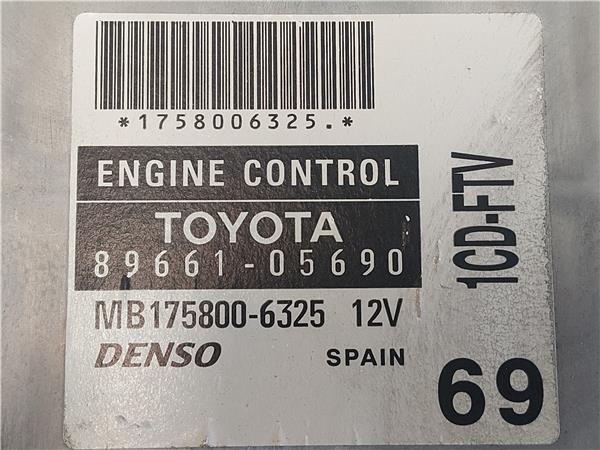 *1758006325.*
ENGINE CONTROL
TOYOTA
89661-05690
MB175800-6325 12V
DENSO SPAIN
1CD-FTV
69